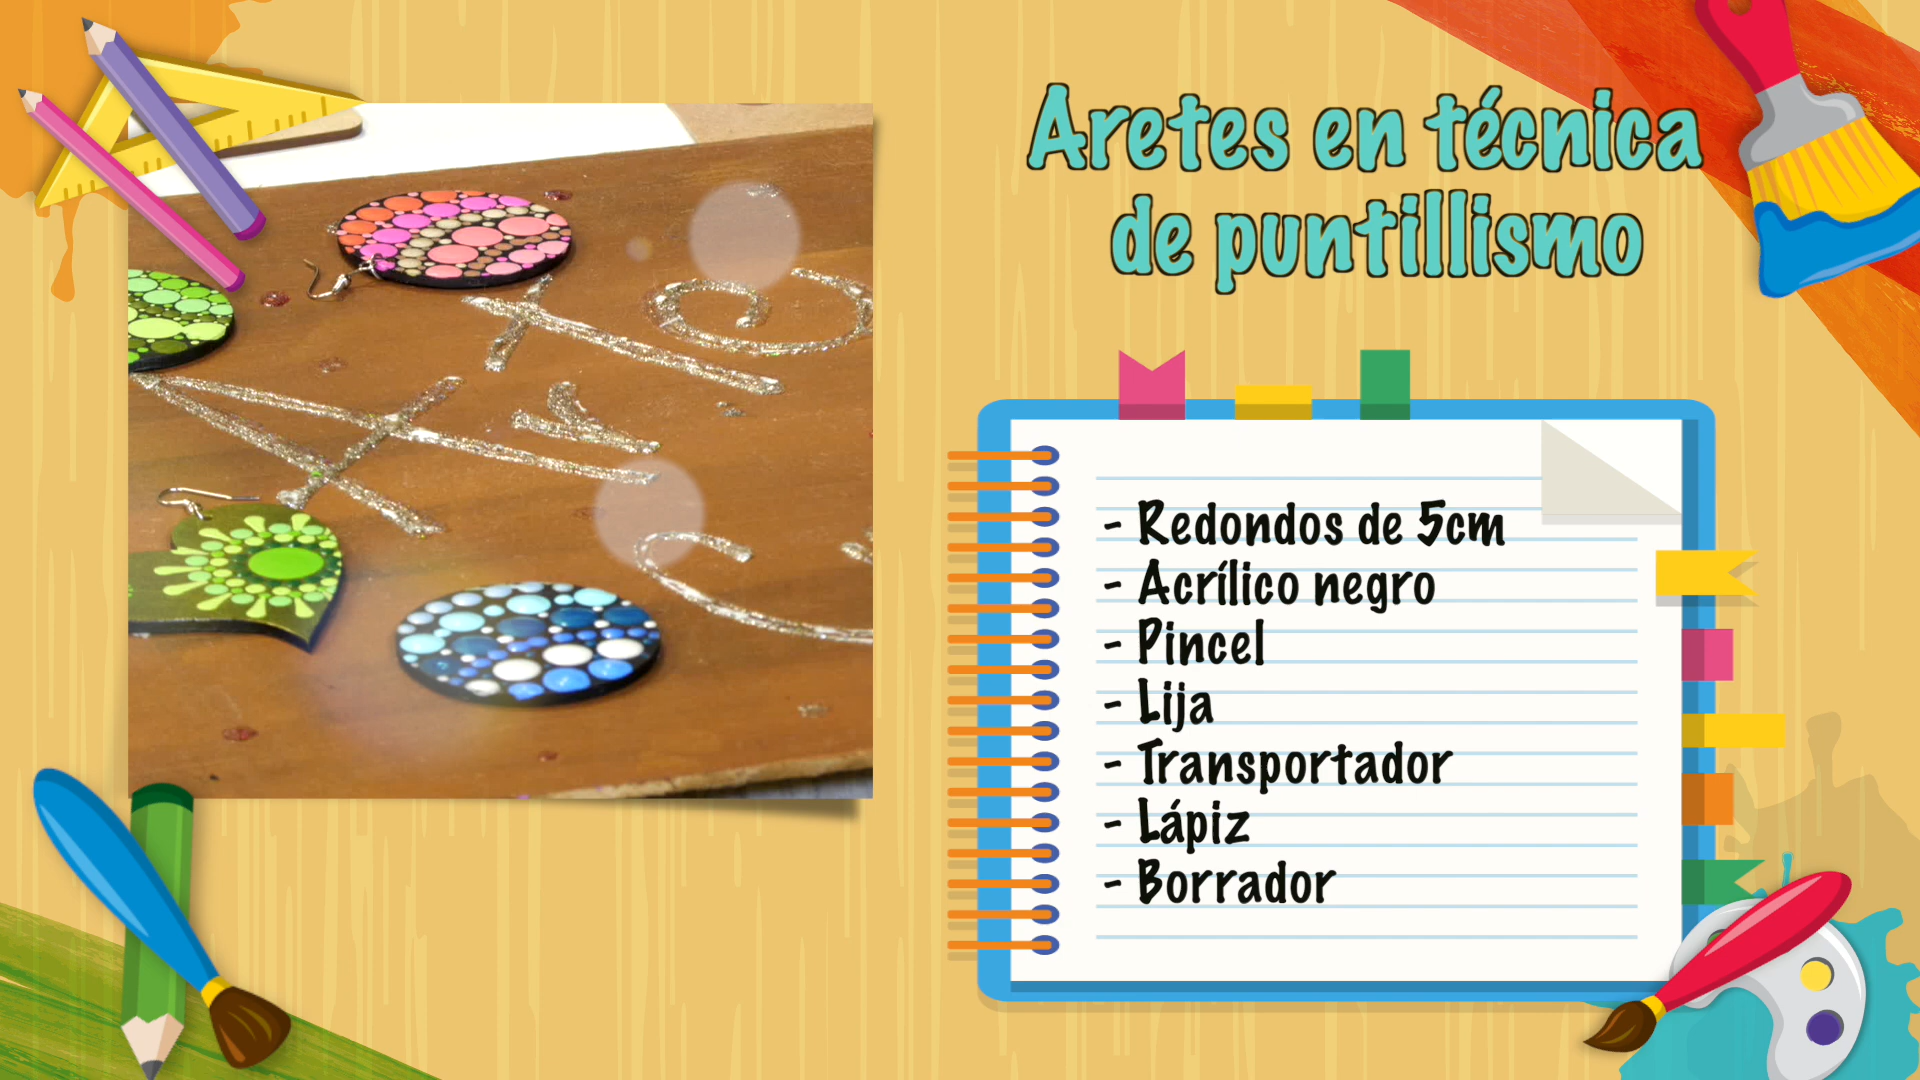 Aretes en técnica
de puntillismo
- Redondos de 5cm
- Acrílico negro
- Pincel
- Lija
- Transportador
- Lápiz
- Borrador